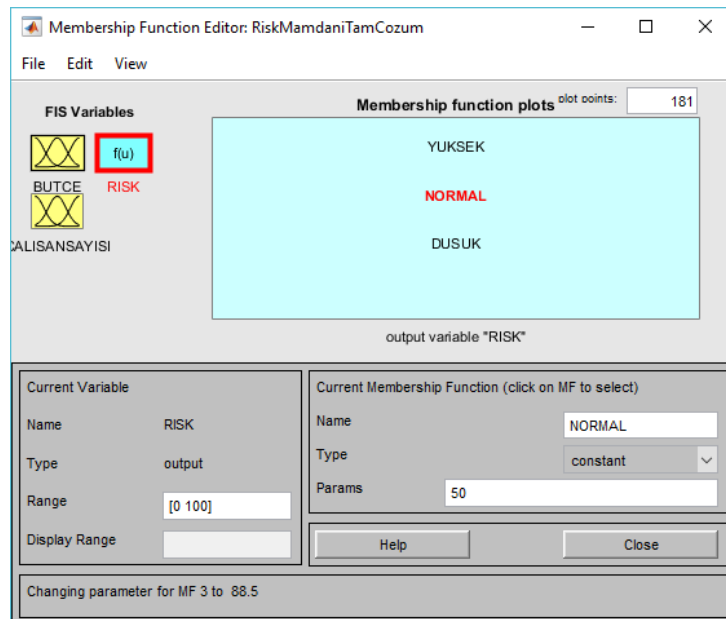 Membership Function Editor: RiskMamdaniTamCozum
File Edit View
FIS Variables
f(u)
BUTCE RISK
CALISANSAYISI
Membership function plots plot points: 181
YUKSEK
NORMAL
DUSUK
output variable "RISK"
Current Variable
Name RISK
Type output
Range [0 100]
Display Range
Current Membership Function (click on MF to select)
Name NORMAL
Type constant
Params 50
Help Close
Changing parameter for MF 3 to 88.5